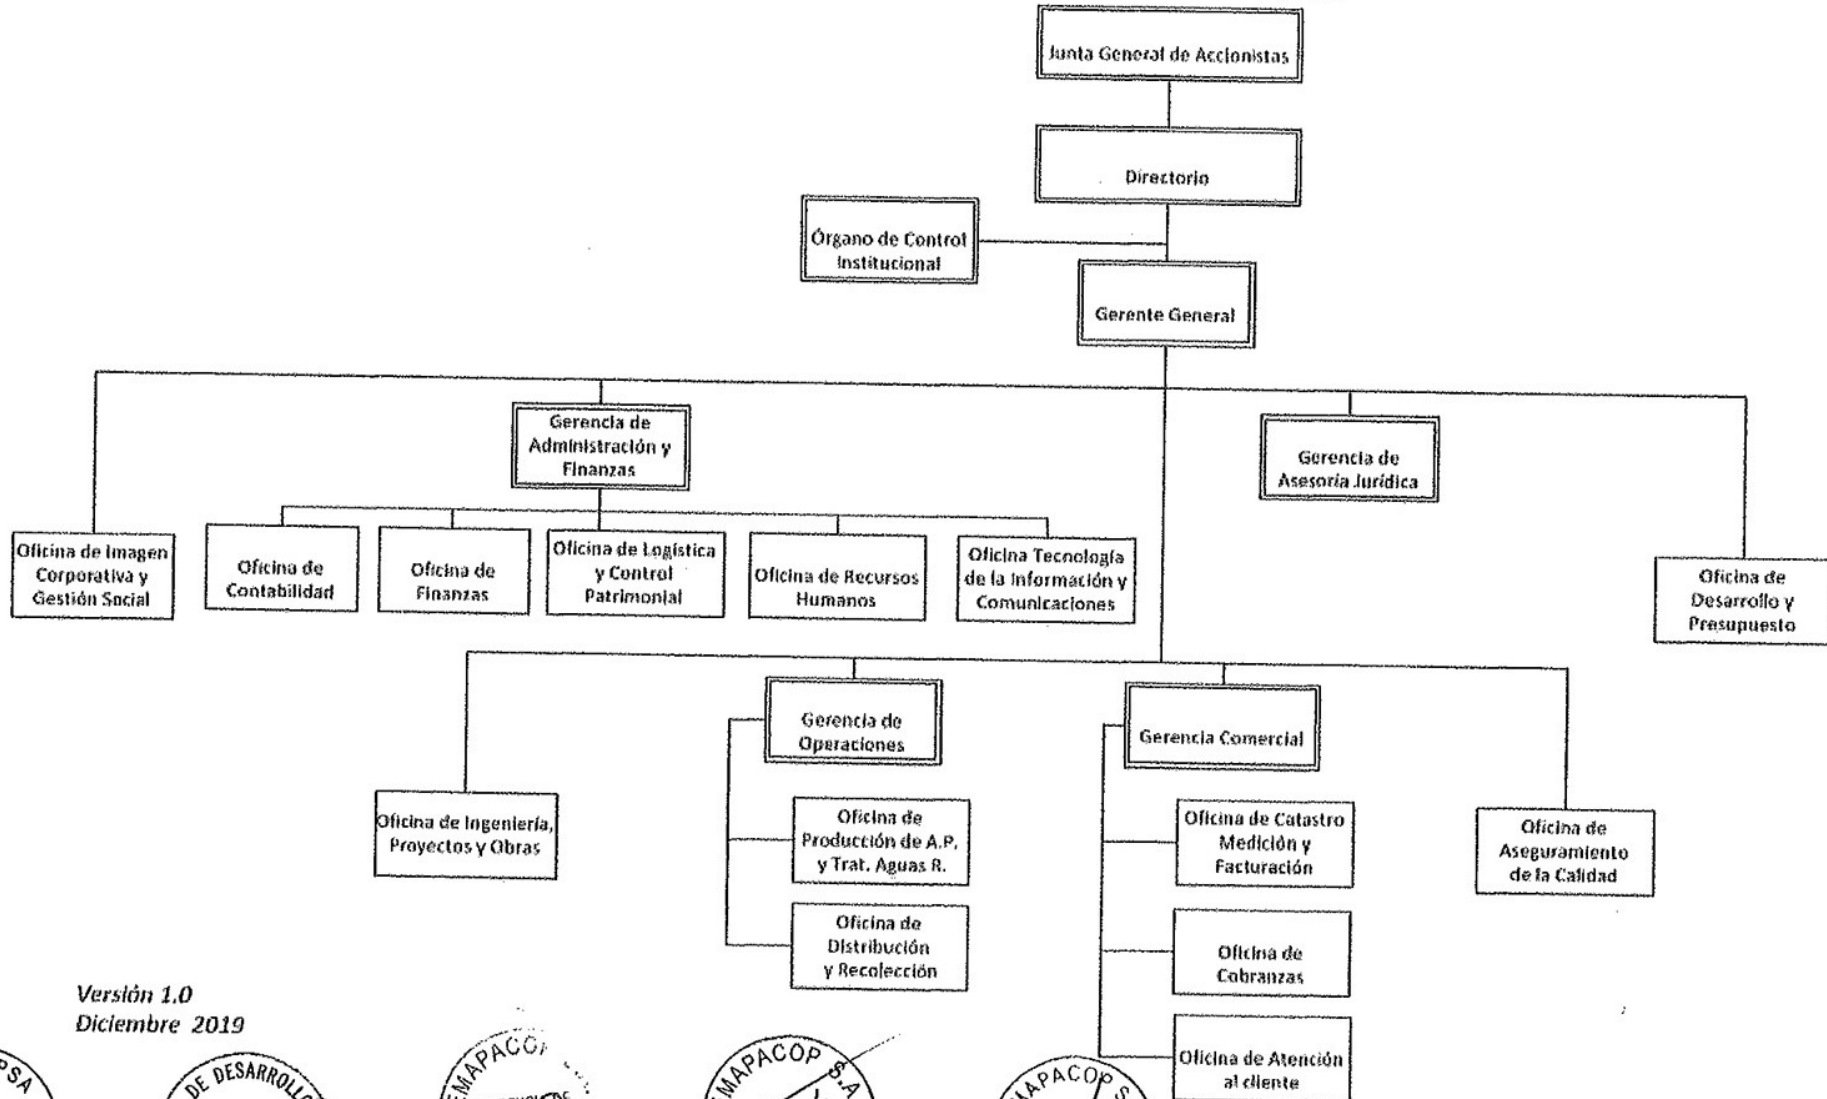 Junta General de Accionistas
Directorio
Órgano de Control
Institucional
Gerente General
Gerencia de
Administración y
Finanzas
Gerencia de
Asesoría Jurídica
Oficina de Imagen
Corporativa y
Gestión Social
Oficina de
Contabilidad
Oficina de
Finanzas
Oficina de Logística
y Control
Patrimonial
Oficina de Recursos
Humanos
Oficina Tecnología
de la Información y
Comunicaciones
Oficina de
Desarrollo y
Presupuesto
Gerencia de
Operaciones
Gerencia Comercial
Oficina de Ingeniería,
Proyectos y Obras
Oficina de
Producción de A.P.
y Trat. Aguas R.
Oficina de Catastro
Medición y
Facturación
Oficina de
Aseguramiento
de la Calidad
Oficina de
Distribución
y Recolección
Oficina de
Cobranzas
Oficina de Atención
al cliente
Versión 1.0
Diciembre 2019
DE DESARROLLO
EMAPACOP
EMAPACOP S.A